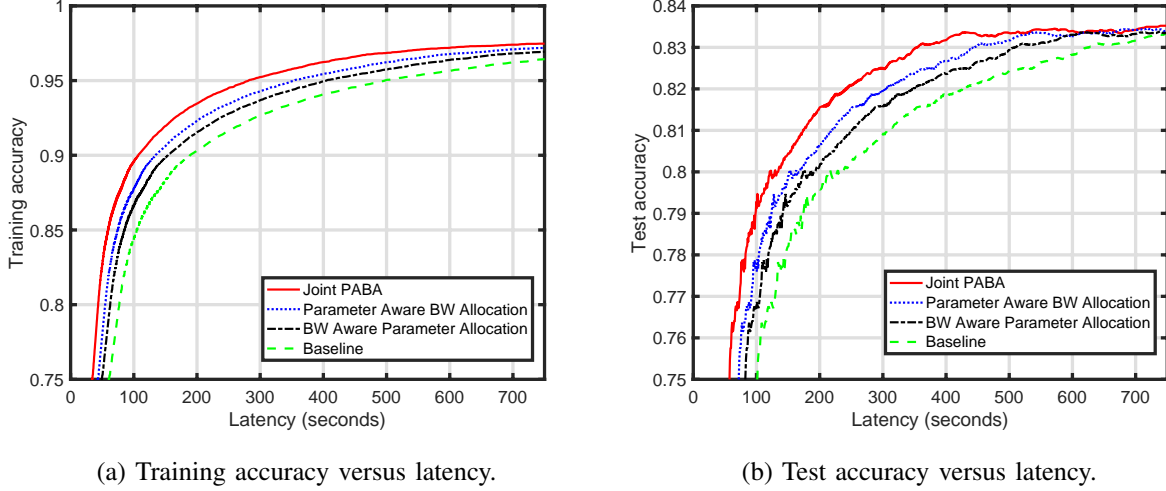 1
0.95
0.9
0.85
0.8
0.75
Training accuracy
Joint PABA
Parameter Aware BW Allocation
BW Aware Parameter Allocation
Baseline
0 100 200 300 400 500 600 700
Latency (seconds)
(a) Training accuracy versus latency.
0.84
0.83
0.82
0.81
0.8
0.79
0.78
0.77
0.76
0.75
Test accuracy
Joint PABA
Parameter Aware BW Allocation
BW Aware Parameter Allocation
Baseline
0 100 200 300 400 500 600 700
Latency (seconds)
(b) Test accuracy versus latency.